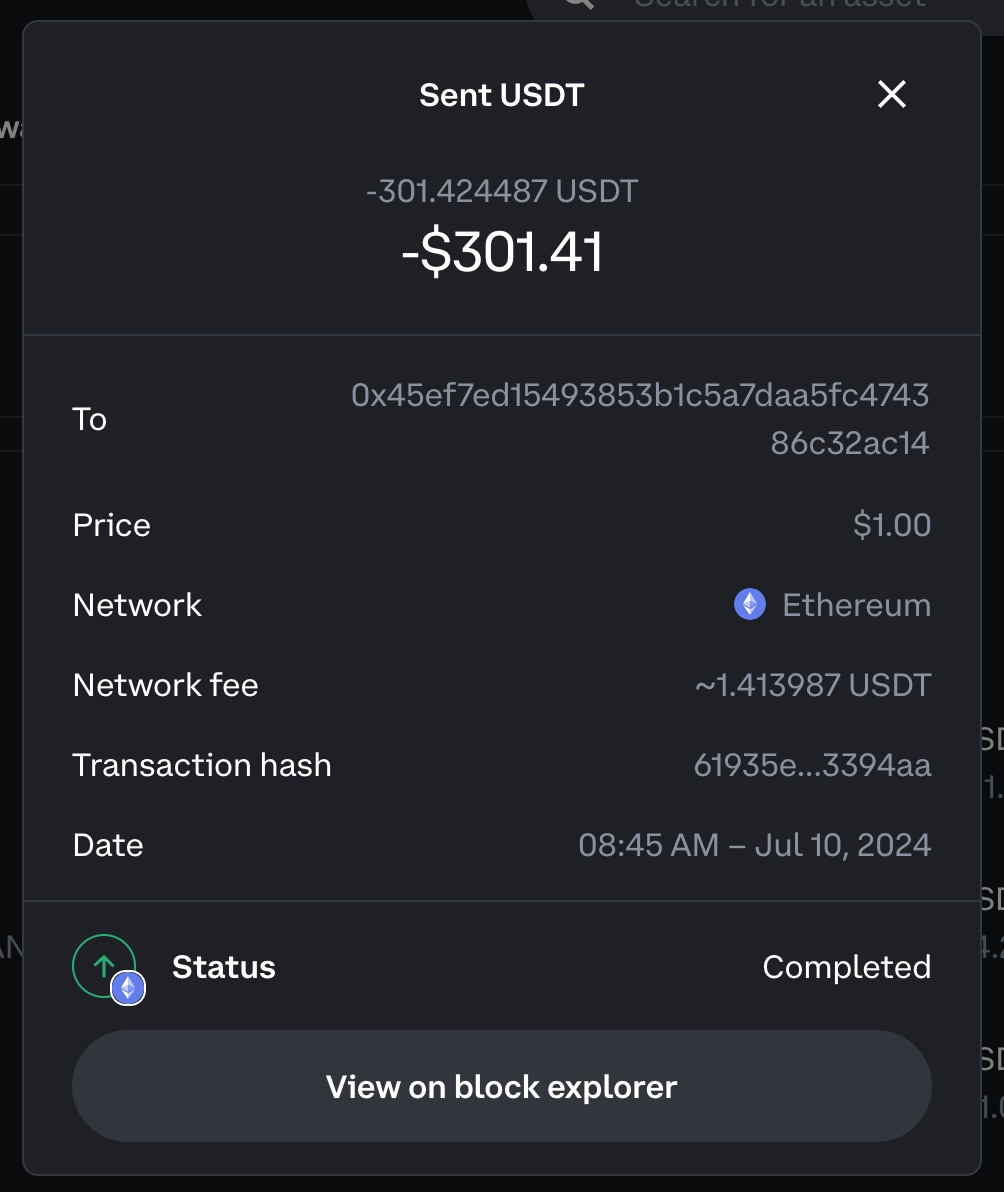 Search for an asset
Sent USDT
-301.424487 USDT
-$301.41
To
0x45ef7ed15493853b1c5a7daa5fc4743
86c32ac14
Price
$1.00
Network
Ethereum
Network fee
~1.413987 USDT
Transaction hash
61935e...3394aa
Date
08:45 AM – Jul 10, 2024
Status
Completed
View on block explorer